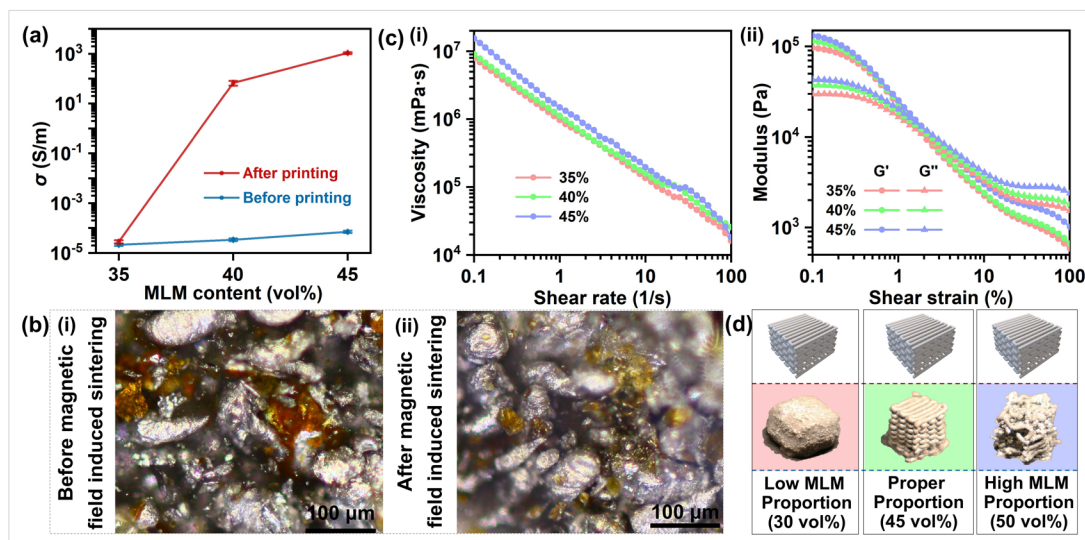 (a)
σ (S/m)
10³
10¹
10⁻¹
10⁻³
10⁻⁵
After printing
Before printing
35
40
45
MLM content (vol%)
(c)
(i)
Viscosity (mPa·s)
10⁷
10⁶
10⁵
10⁴
35%
40%
45%
0.1
1
10
100
Shear rate (1/s)
(ii)
Modulus (Pa)
10⁵
10⁴
10³
G' G''
35%
40%
45%
0.1
1
10
100
Shear strain (%)
(b)
(i)
Before magnetic
field induced sintering
100 μm
(ii)
After magnetic
field induced sintering
100 μm
(d)
Low MLM
Proportion
(30 vol%)
Proper
Proportion
(45 vol%)
High MLM
Proportion
(50 vol%)